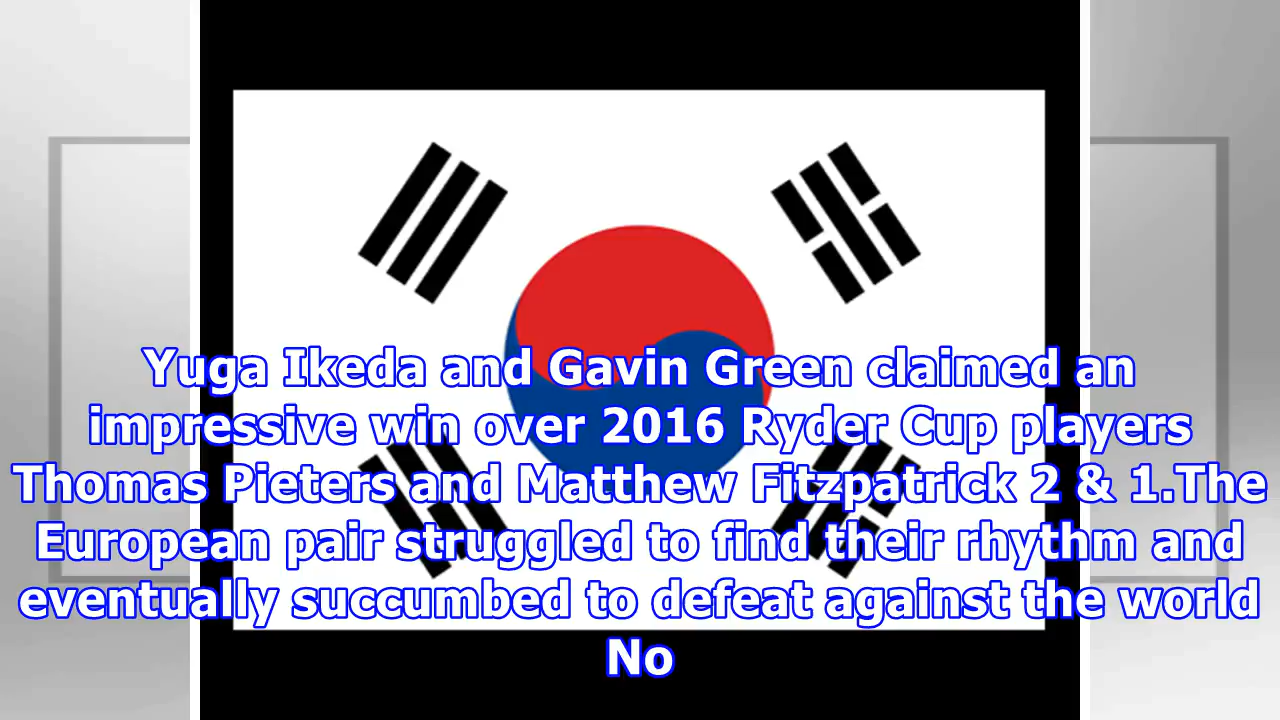 Yuga Ikeda and Gavin Green claimed an
impressive win over 2016 Ryder Cup players
Thomas Pieters and Matthew Fitzpatrick 2 & 1.The
European pair struggled to find their rhythm and
eventually succumbed to defeat against the world
No